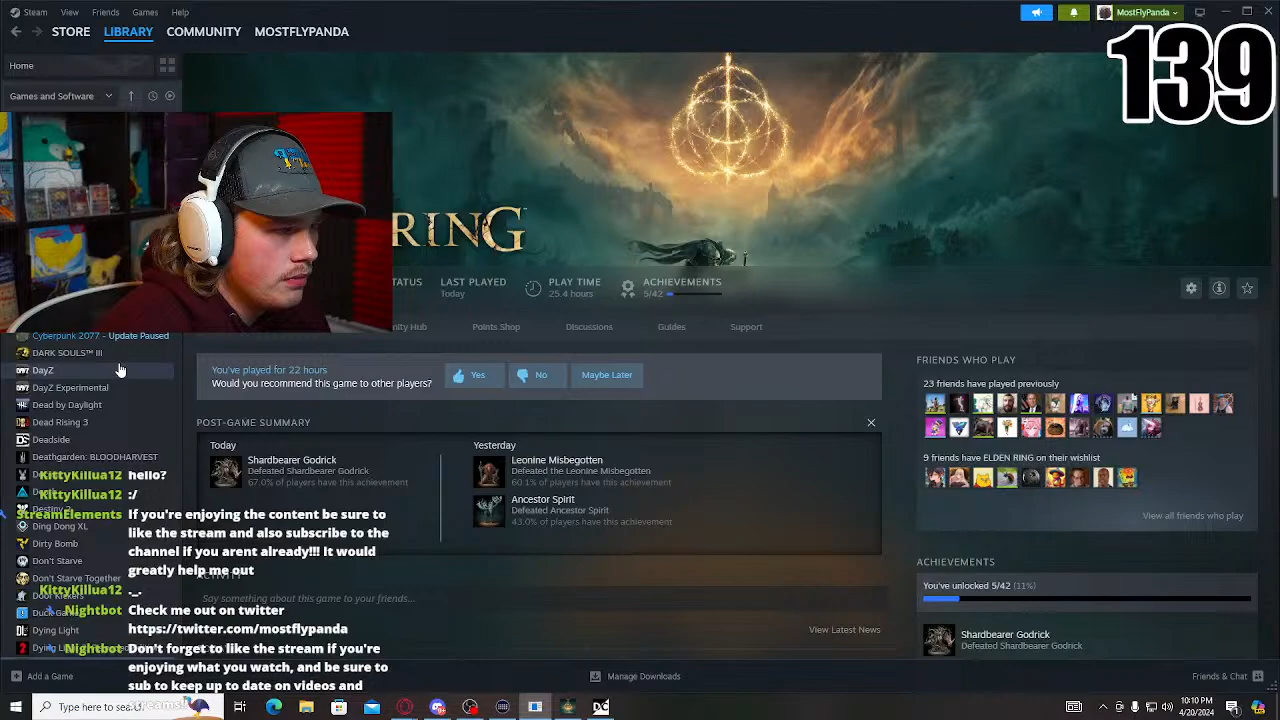 Steam View Friends Games Help
MostFlyPanda
STORE LIBRARY COMMUNITY MOSTFLYPANDA
139
Home
Games and Software
RING
STATUS LAST PLAYED Today
PLAY TIME 25.4 hours
ACHIEVEMENTS 5/42
Hub Points Shop Discussions Guides Support
Cyberpunk 2077 - Update Paused
DARK SOULS™ III
DayZ
DayZ Experimental
Dead by Daylight
Dead Rising 3
Deadside
Deathgarden: BLOODHARVEST
Destiny 2
Ding Dong XL
Dirty Bomb
Don't Starve
Don't Starve Together
Dying Light
You've played for 22 hours
Would you recommend this game to other players?
Yes No Maybe Later
POST-GAME SUMMARY
Today
Shardbearer Godrick
Defeated Shardbearer Godrick
67.0% of players have this achievement
Yesterday
Leonine Misbegotten
Defeated the Leonine Misbegotten
60.1% of players have this achievement
Ancestor Spirit
Defeated Ancestor Spirit
43.0% of players have this achievement
Say something about this game to your friends...
View Latest News
FRIENDS WHO PLAY
23 friends have played previously
9 friends have ELDEN RING on their wishlist
View all friends who play
ACHIEVEMENTS
You've unlocked 5/42 (11%)
Shardbearer Godrick
Defeated Shardbearer Godrick
KittyKillua12 hello?
KittyKillua12 :/
StreamElements If you're enjoying the content be sure to
like the stream and also subscribe to the
channel if you arent already!!! It would
greatly help me out
KittyKillua12 -_-
Nightbot Check me out on twitter
https://twitter.com/mostflypanda
Nightbot Don't forget to like the stream if you're
enjoying what you watch, and be sure to
sub to keep up to date on videos and
streams!
Add a Game
Manage Downloads
Friends & Chat
Type here to search
10:10 PM
4/20/2024